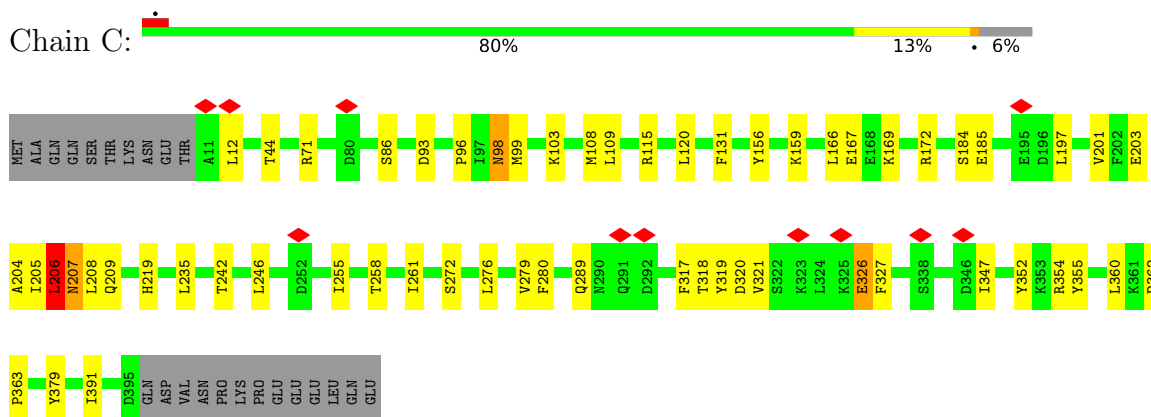 Chain C:
80% 13% 6%
MET ALA GLN GLN SER THR LYS ASN GLU THR A11 L12 T44 R71 D80 S86 D93 P96 I97 N98 M99 K103 M108 L109 R115 L120 F131 Y156 K159 L166 E167 E168 K169 R172 S184 E185 E195 D196 L197 V201 F202 E203
A204 I205 L206 N207 L208 Q209 H219 L235 T242 L246 D252 I255 T258 I261 S272 L276 V279 F280 Q289 N290 Q291 D292 F317 T318 Y319 D320 V321 S322 K323 L324 K325 E326 F327 S338 D346 I347 Y352 K353 R354 Y355 L360 K361
P363 Y379 I391 D395 GLN ASP VAL ASN PRO LYS PRO GLU GLU GLU LEU GLN GLU